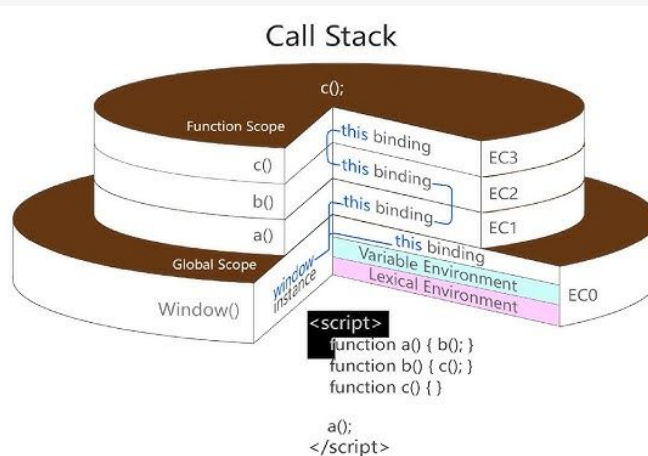 Call Stack
c();
Function Scope
this binding
c()
EC3
this binding
b()
EC2
this binding
a()
EC1
this binding
Global Scope
Variable Environment
window
instance
Lexical Environment
EC0
Window()
<script>
function a() { b(); }
function b() { c(); }
function c() { }
a();
</script>